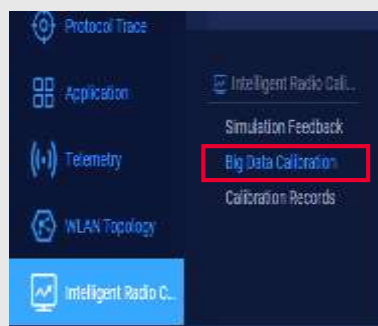 Protocol Trace
Application
Telemetry
WLAN Topology
Intelligent Radio C...
Intelligent Radio Cali...
Simulation Feedback
Big Data Calibration
Calibration Records